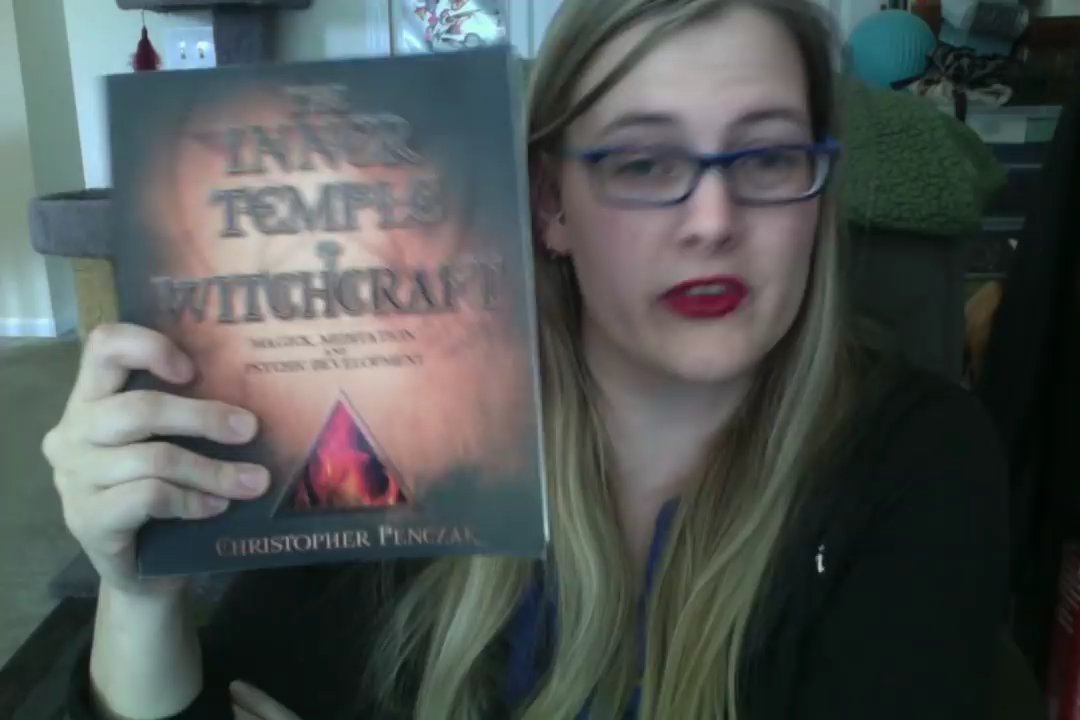 THE
INNER
TEMPLE
OF
WITCHCRAFT
MAGICK, MEDITATION
AND
PSYCHIC DEVELOPMENT
CHRISTOPHER PENCZAK
i